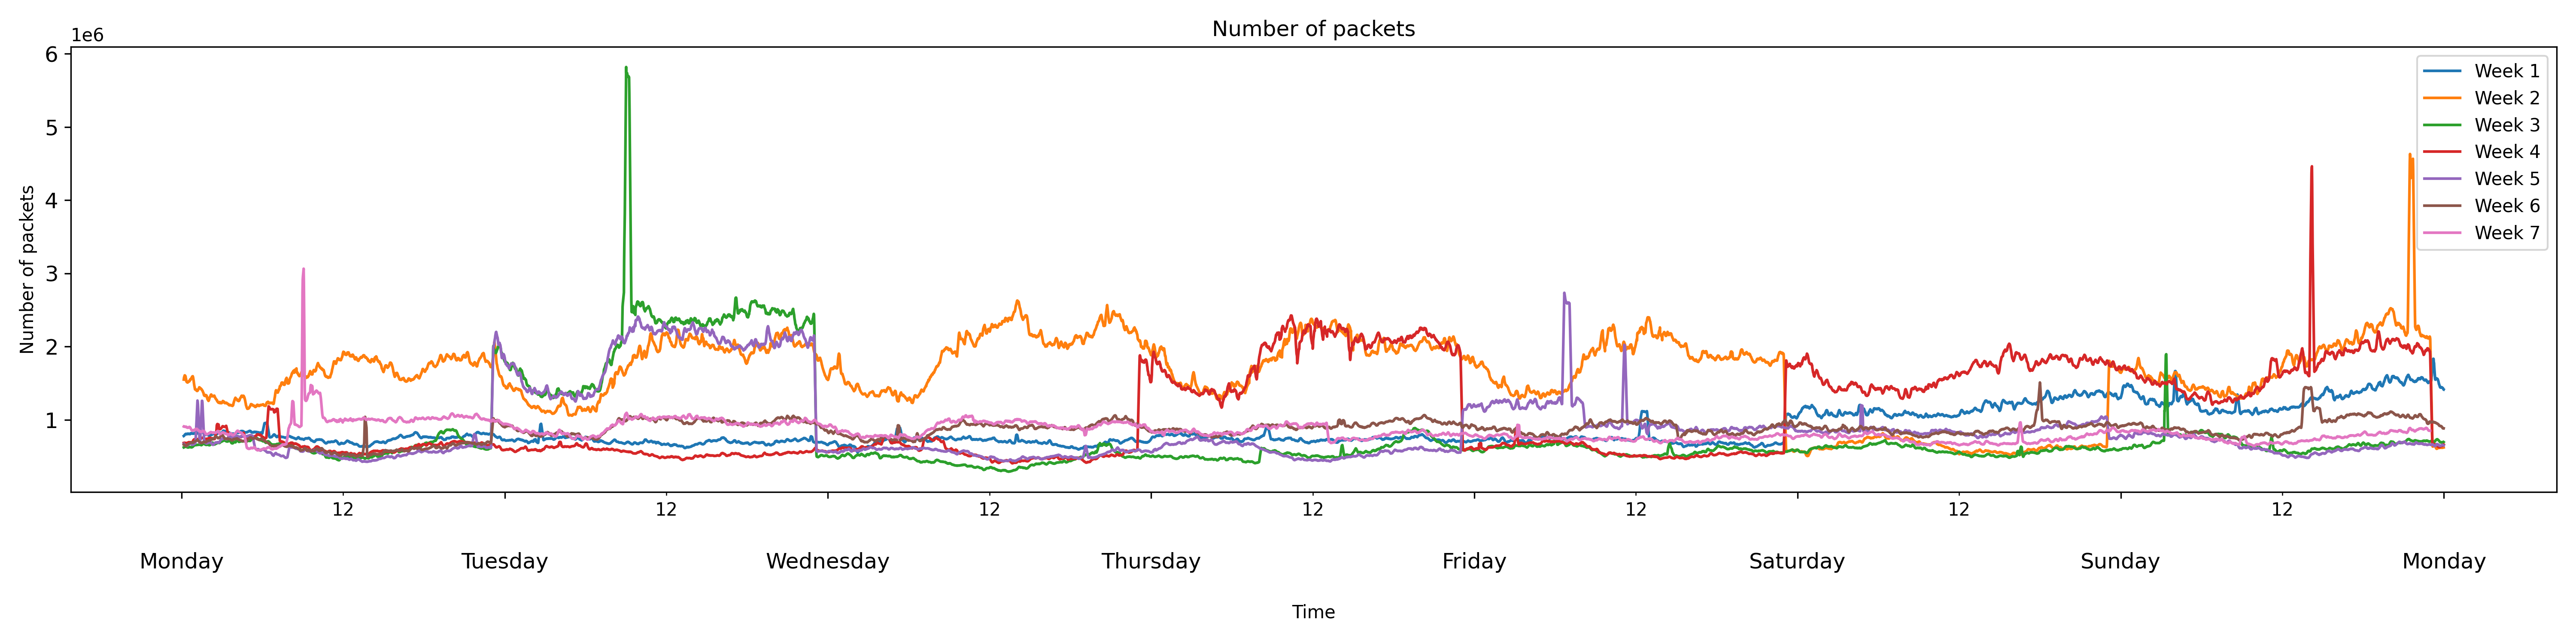 Number of packets
1e6
6
5
4
3
2
1
Number of packets
Week 1
Week 2
Week 3
Week 4
Week 5
Week 6
Week 7
12 12 12 12 12 12 12
Monday Tuesday Wednesday Thursday Friday Saturday Sunday Monday
Time